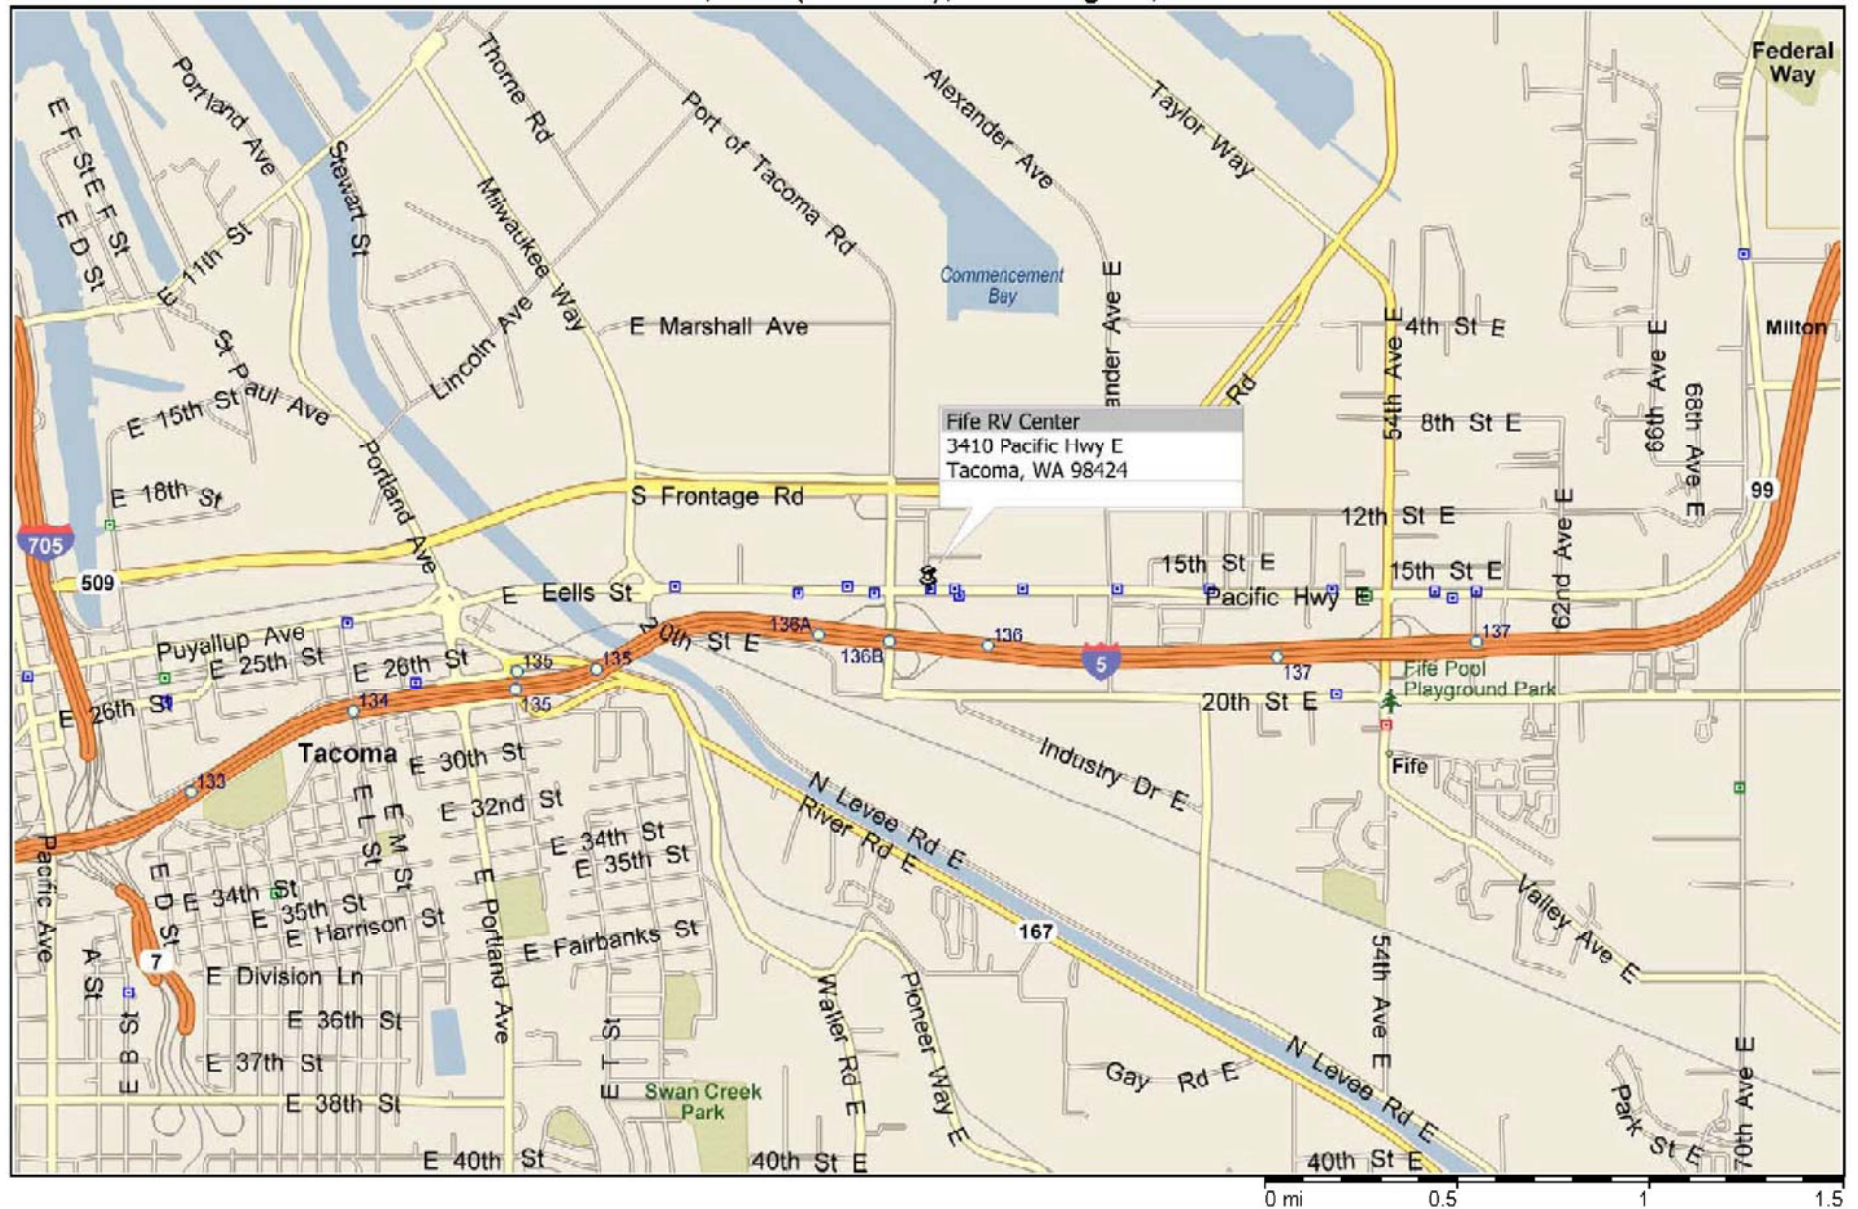 Federal
Way
Portland Ave
Thorne Rd
Port of Tacoma Rd
Alexander Ave
Taylor Way
E F St
E F St
E D St
Stewart St
Milwaukee Way
E 11th St
Commencement
Bay
ander Ave E
Lincoln Ave
E Marshall Ave
54th Ave E
4th St E
66th Ave E
Milton
St Paul Ave
E 15th St
Rd
68th Ave E
Fife RV Center
3410 Pacific Hwy E
Tacoma, WA 98424
8th St E
Portland Ave
E 18th St
S Frontage Rd
99
12th St E
62nd Ave E
705
509
15th St E
15th St E
E Eells St
Pacific Hwy E
Puyallup Ave
20th St E
136A
136B
136
5
137
137
E 25th St
E 26th St
135
135
135
134
Fife Pool
Playground Park
E 26th St
20th St E
Tacoma
E 30th St
Industry Dr E
Fife
133
E L St
E M St
E 32nd St
N Levee Rd E
River Rd E
E 34th St
E 35th St
Pacific Ave
E D St
E 34th St
E 35th St
E Harrison St
E Portland Ave
E Fairbanks St
167
Valley Ave E
54th Ave E
7
A St
E Division Ln
Waller Rd E
Pioneer Way E
E B St
E 36th St
E T St
E 37th St
Gay Rd E
N Levee Rd E
Park St E
70th Ave E
E 38th St
Swan Creek
Park
E 40th St
40th St E
40th St E
0 mi
0.5
1
1.5